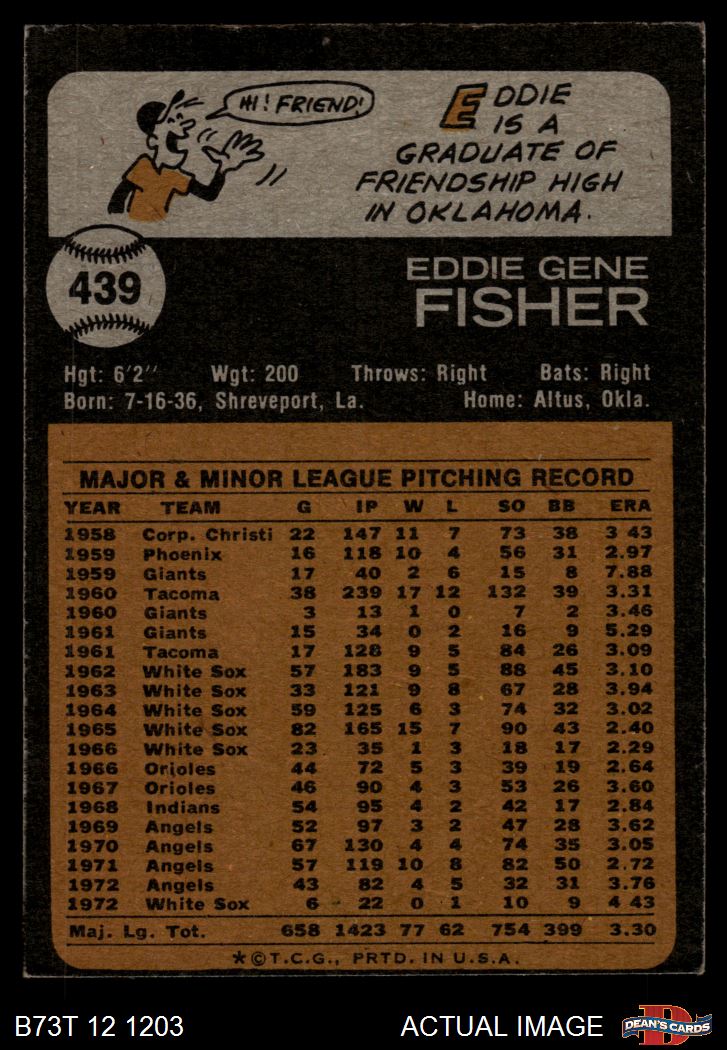 HI! FRIEND!
EDDIE
IS A
GRADUATE OF
FRIENDSHIP HIGH
IN OKLAHOMA.
439
EDDIE GENE
FISHER
Hgt: 6'2" Wgt: 200 Throws: Right Bats: Right
Born: 7-16-36, Shreveport, La. Home: Altus, Okla.
MAJOR & MINOR LEAGUE PITCHING RECORD
YEAR TEAM G IP W L SO BB ERA
1958 Corp. Christi 22 147 11 7 73 38 3 43
1959 Phoenix 16 118 10 4 56 31 2.97
1959 Giants 17 40 2 6 15 8 7.88
1960 Tacoma 38 239 17 12 132 39 3.31
1960 Giants 3 13 1 0 7 2 3.46
1961 Giants 15 34 0 2 16 9 5.29
1961 Tacoma 17 128 9 5 84 26 3.09
1962 White Sox 57 183 9 5 88 45 3.10
1963 White Sox 33 121 9 8 67 28 3.94
1964 White Sox 59 125 6 3 74 32 3.02
1965 White Sox 82 165 15 7 90 43 2.40
1966 White Sox 23 35 1 3 18 17 2.29
1966 Orioles 44 72 5 3 39 19 2.64
1967 Orioles 46 90 4 3 53 26 3.60
1968 Indians 54 95 4 2 42 17 2.84
1969 Angels 52 97 3 2 47 28 3.62
1970 Angels 67 130 4 4 74 35 3.05
1971 Angels 57 119 10 8 82 50 2.72
1972 Angels 43 82 4 5 32 31 3.76
1972 White Sox 6 22 0 1 10 9 4 43
Maj. Lg. Tot. 658 1423 77 62 754 399 3.30
*©T.C.G., PRTD. IN U.S.A.
B73T 12 1203 ACTUAL IMAGE D DEAN'S CARDS